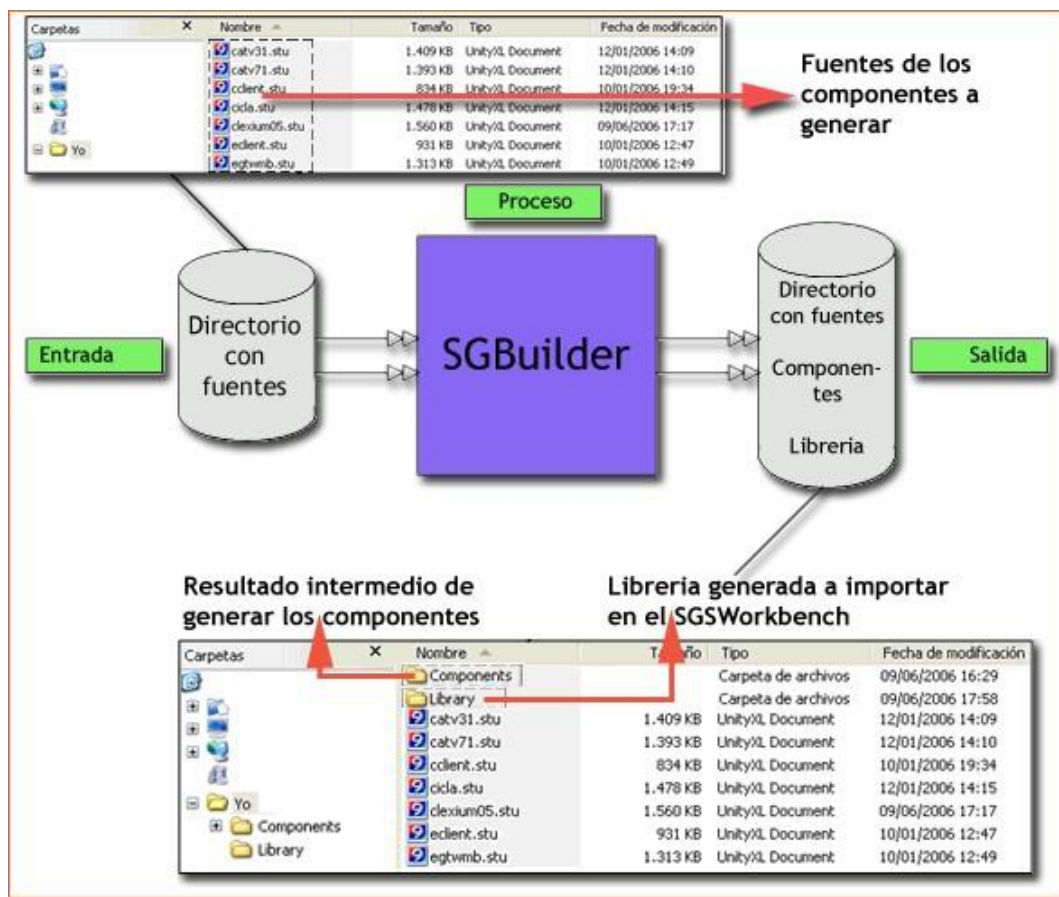 Carpetas × Nombre Tamaño Tipo Fecha de modificación
catv31.stu 1.409 KB UnityXL Document 12/01/2006 14:09
catv71.stu 1.393 KB UnityXL Document 12/01/2006 14:10
cclient.stu 834 KB UnityXL Document 10/01/2006 19:34
cicla.stu 1.478 KB UnityXL Document 12/01/2006 14:15
clexium05.stu 1.560 KB UnityXL Document 09/06/2006 17:17
eclient.stu 931 KB UnityXL Document 10/01/2006 12:47
Yo egtwmb.stu 1.313 KB UnityXL Document 10/01/2006 12:49
Fuentes de los
componentes a
generar
Proceso
Entrada
Directorio
con
fuentes
SGBuilder
Directorio
con fuentes
Componen-
tes
Libreria
Salida
Resultado intermedio de
generar los componentes
Libreria generada a importar
en el SGSWorkbench
Carpetas × Nombre Tipo Fecha de modificación
Components Carpeta de archivos 09/06/2006 16:29
Library Carpeta de archivos 09/06/2006 17:58
catv31.stu 1.409 KB UnityXL Document 12/01/2006 14:09
catv71.stu 1.393 KB UnityXL Document 12/01/2006 14:10
cclient.stu 834 KB UnityXL Document 10/01/2006 19:34
cicla.stu 1.478 KB UnityXL Document 12/01/2006 14:15
Yo clexium05.stu 1.560 KB UnityXL Document 09/06/2006 17:17
Components eclient.stu 931 KB UnityXL Document 10/01/2006 12:47
Library egtwmb.stu 1.313 KB UnityXL Document 10/01/2006 12:49